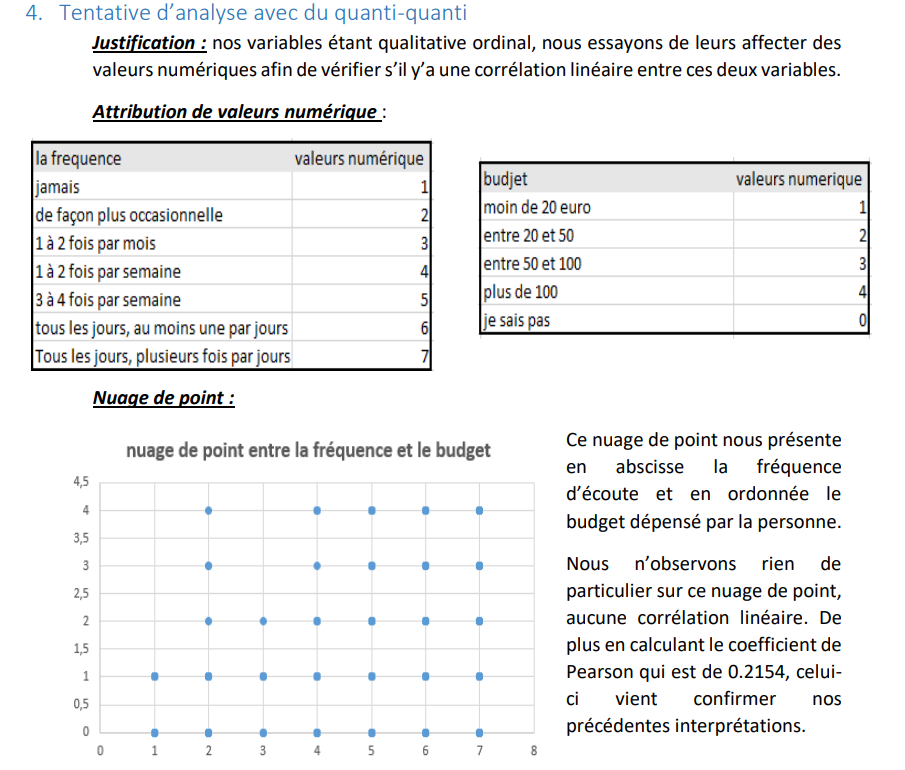 4. Tentative d'analyse avec du quanti-quanti
Justification : nos variables étant qualitative ordinal, nous essayons de leurs affecter des
valeurs numériques afin de vérifier s'il y'a une corrélation linéaire entre ces deux variables.
Attribution de valeurs numérique :
la frequence valeurs numérique
jamais 1
de façon plus occasionnelle 2
1 à 2 fois par mois 3
1 à 2 fois par semaine 4
3 à 4 fois par semaine 5
tous les jours, au moins une par jours 6
Tous les jours, plusieurs fois par jours 7
budjet valeurs numerique
moin de 20 euro 1
entre 20 et 50 2
entre 50 et 100 3
plus de 100 4
je sais pas 0
Nuage de point :
nuage de point entre la fréquence et le budget
4,5
4
3,5
3
2,5
2
1,5
1
0,5
0
0 1 2 3 4 5 6 7 8
Ce nuage de point nous présente
en abscisse la fréquence
d'écoute et en ordonnée le
budget dépensé par la personne.
Nous n'observons rien de
particulier sur ce nuage de point,
aucune corrélation linéaire. De
plus en calculant le coefficient de
Pearson qui est de 0.2154, celui-
ci vient confirmer nos
précédentes interprétations.